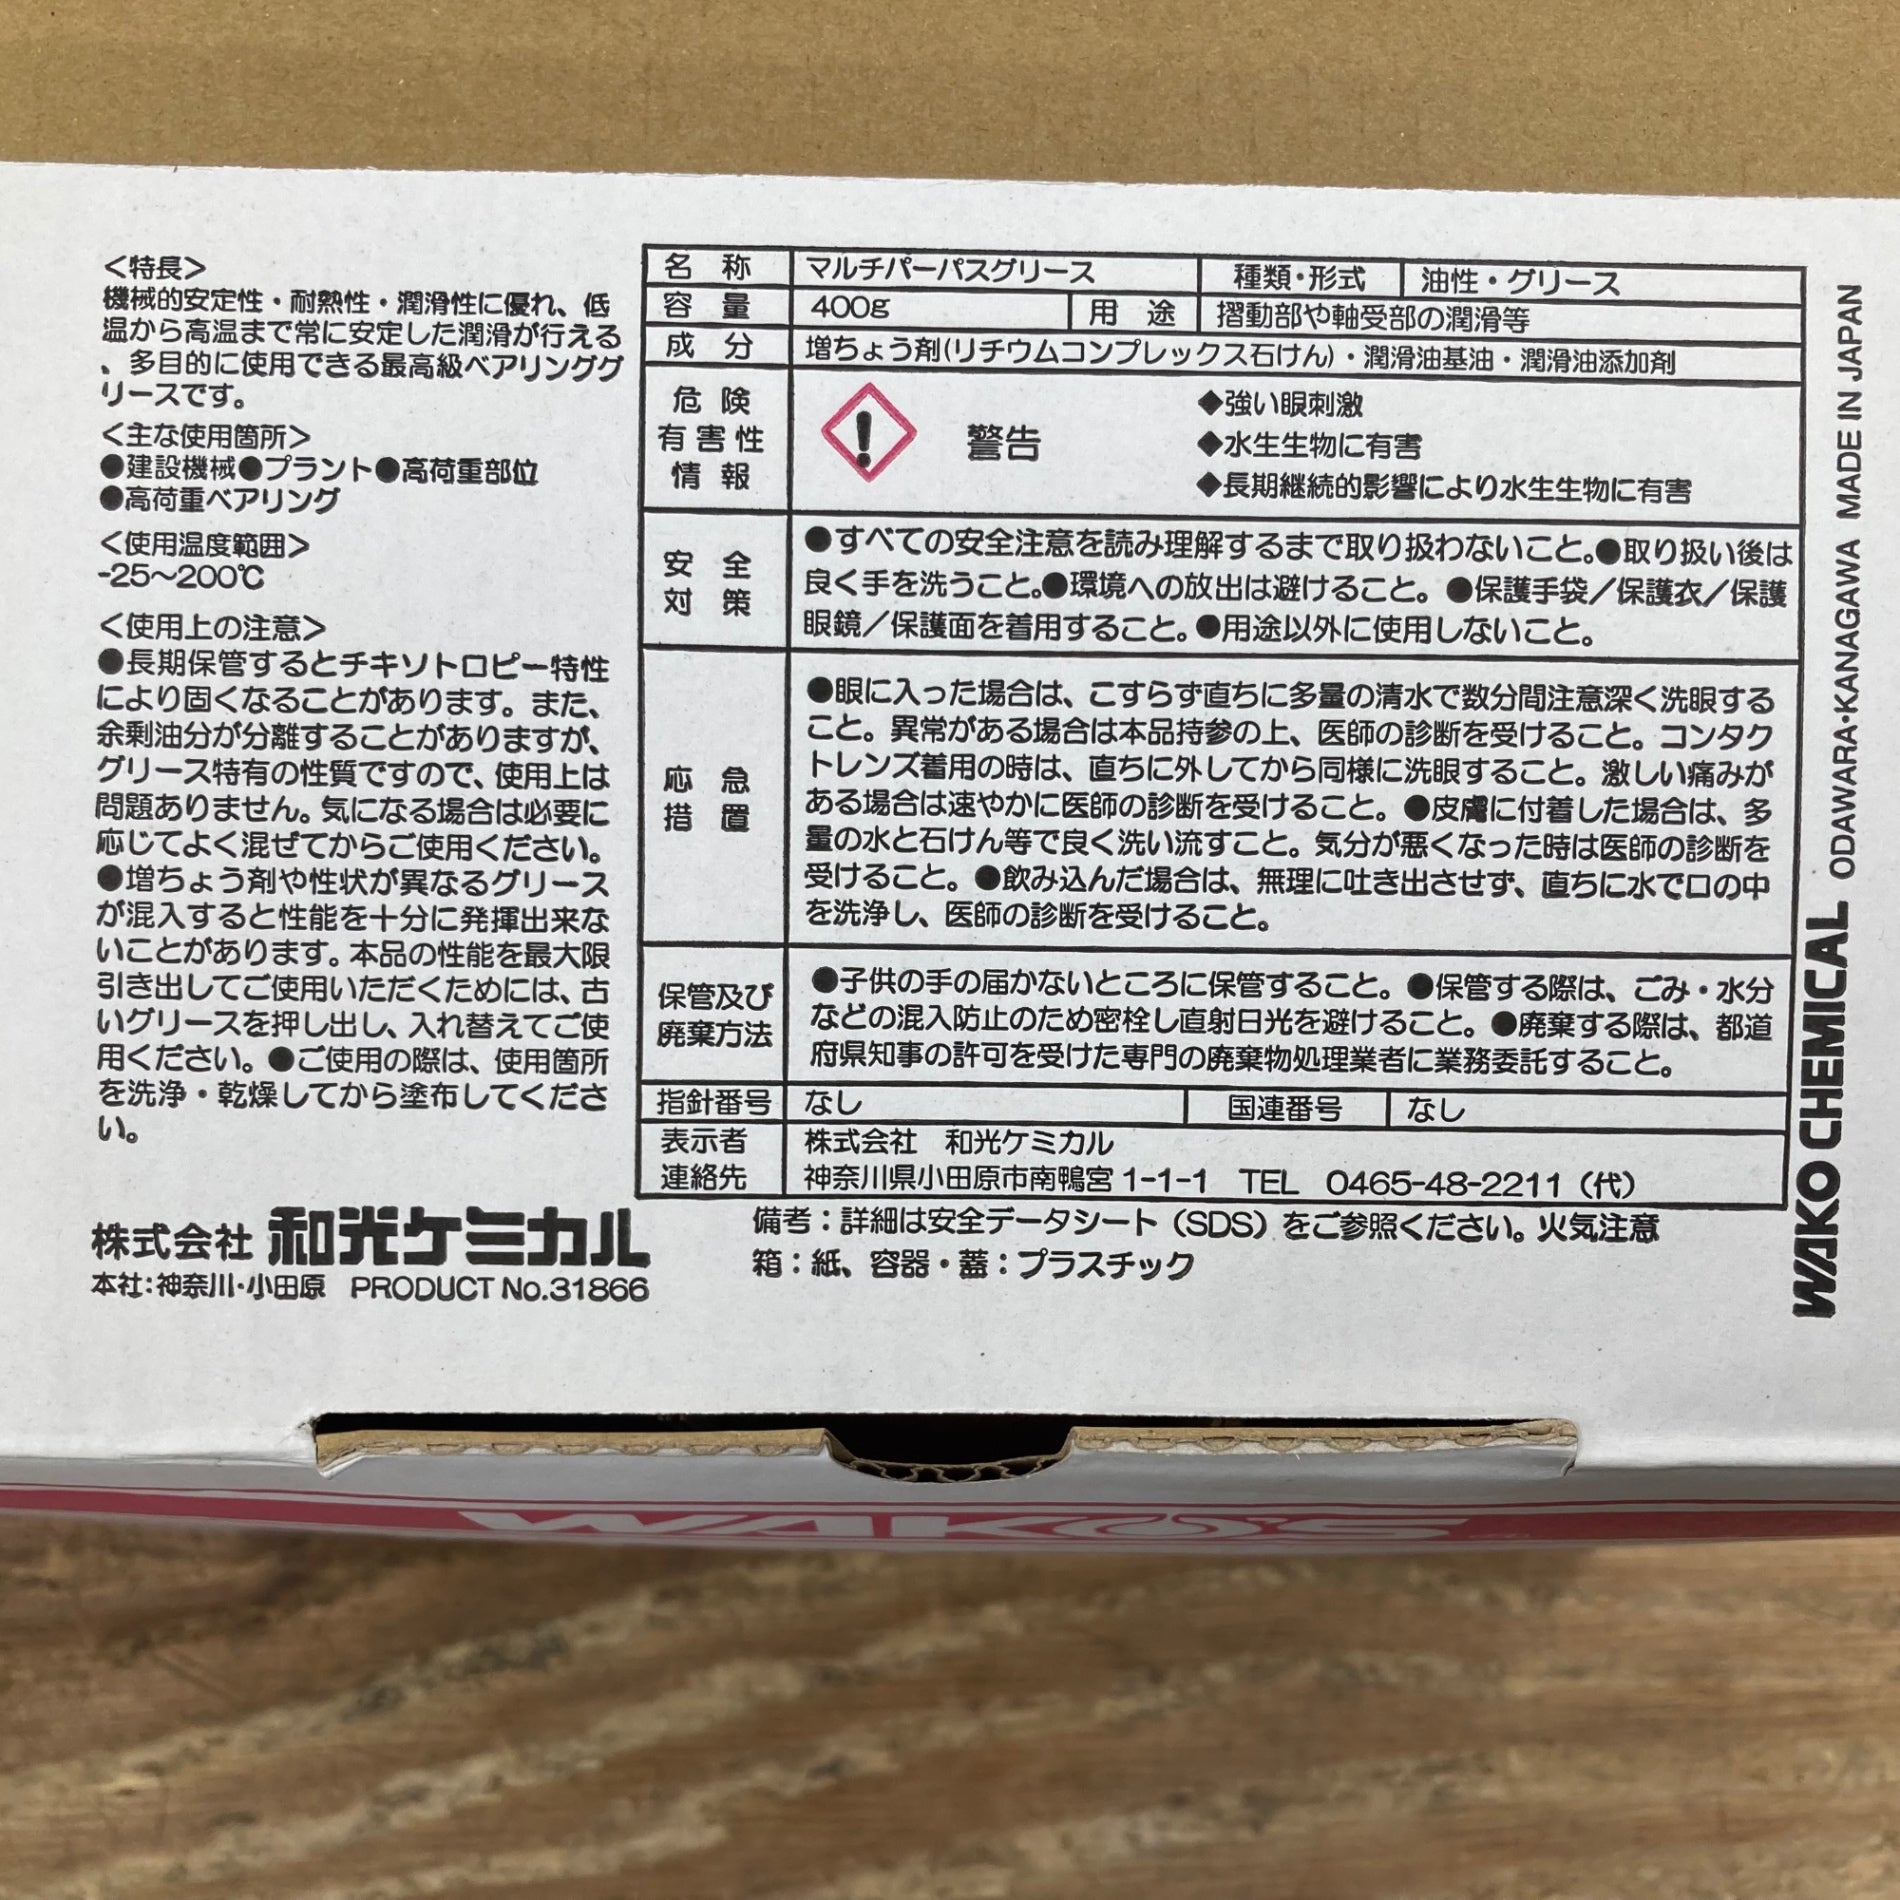 ＜特長＞
機械的安定性・耐熱性・潤滑性に優れ、低
温から高温まで常に安定した潤滑が行える
、多目的に使用できる最高級ベアリンググ
リースです。
＜主な使用箇所＞
●建設機械●プラント●高荷重部位
●高荷重ベアリング
＜使用温度範囲＞
-25～200℃
＜使用上の注意＞
●長期保管するとチキソトロピー特性
により固くなることがあります。また、
余剰油分が分離することがありますが、
グリース特有の性質ですので、使用上は
問題ありません。気になる場合は必要に
応じてよく混ぜてからご使用ください。
●増ちょう剤や性状が異なるグリース
が混入すると性能を十分に発揮出来な
いことがあります。本品の性能を最大限
引き出してご使用いただくためには、古
いグリースを押し出し、入れ替えてご使
用ください。●ご使用の際は、使用箇所
を洗浄・乾燥してから塗布してくださ
い。
株式会社 和光ケミカル
本社：神奈川・小田原 PRODUCT No.31866
名称 マルチパーパスグリース 種類・形式 油性・グリース
容量 400g 用途 摺動部や軸受部の潤滑等
成分 増ちょう剤(リチウムコンプレックス石けん)・潤滑油基油・潤滑油添加剤
危険
有害性
情報
警告
◆強い眼刺激
◆水生生物に有害
◆長期継続的影響により水生生物に有害
安全
対策
●すべての安全注意を読み理解するまで取り扱わないこと。●取り扱い後は
良く手を洗うこと。●環境への放出は避けること。●保護手袋／保護衣／保護
眼鏡／保護面を着用すること。●用途以外に使用しないこと。
応急
措置
●眼に入った場合は、こすらず直ちに多量の清水で数分間注意深く洗眼する
こと。異常がある場合は本品持参の上、医師の診断を受けること。コンタク
トレンズ着用の時は、直ちに外してから同様に洗眼すること。激しい痛みが
ある場合は速やかに医師の診断を受けること。●皮膚に付着した場合は、多
量の水と石けん等で良く洗い流すこと。気分が悪くなった時は医師の診断を
受けること。●飲み込んだ場合は、無理に吐き出させず、直ちに水で口の中
を洗浄し、医師の診断を受けること。
保管及び
廃棄方法
●子供の手の届かないところに保管すること。●保管する際は、ごみ・水分
などの混入防止のため密栓し直射日光を避けること。●廃棄する際は、都道
府県知事の許可を受けた専門の廃棄物処理業者に業務委託すること。
指針番号 なし 国連番号 なし
表示者
連絡先
株式会社 和光ケミカル
神奈川県小田原市南鴨宮1-1-1 TEL 0465-48-2211（代）
備考：詳細は安全データシート（SDS）をご参照ください。火気注意
箱：紙、容器・蓋：プラスチック
WAKO CHEMICAL ODAWARA・KANAGAWA MADE IN JAPAN
WAKO'S